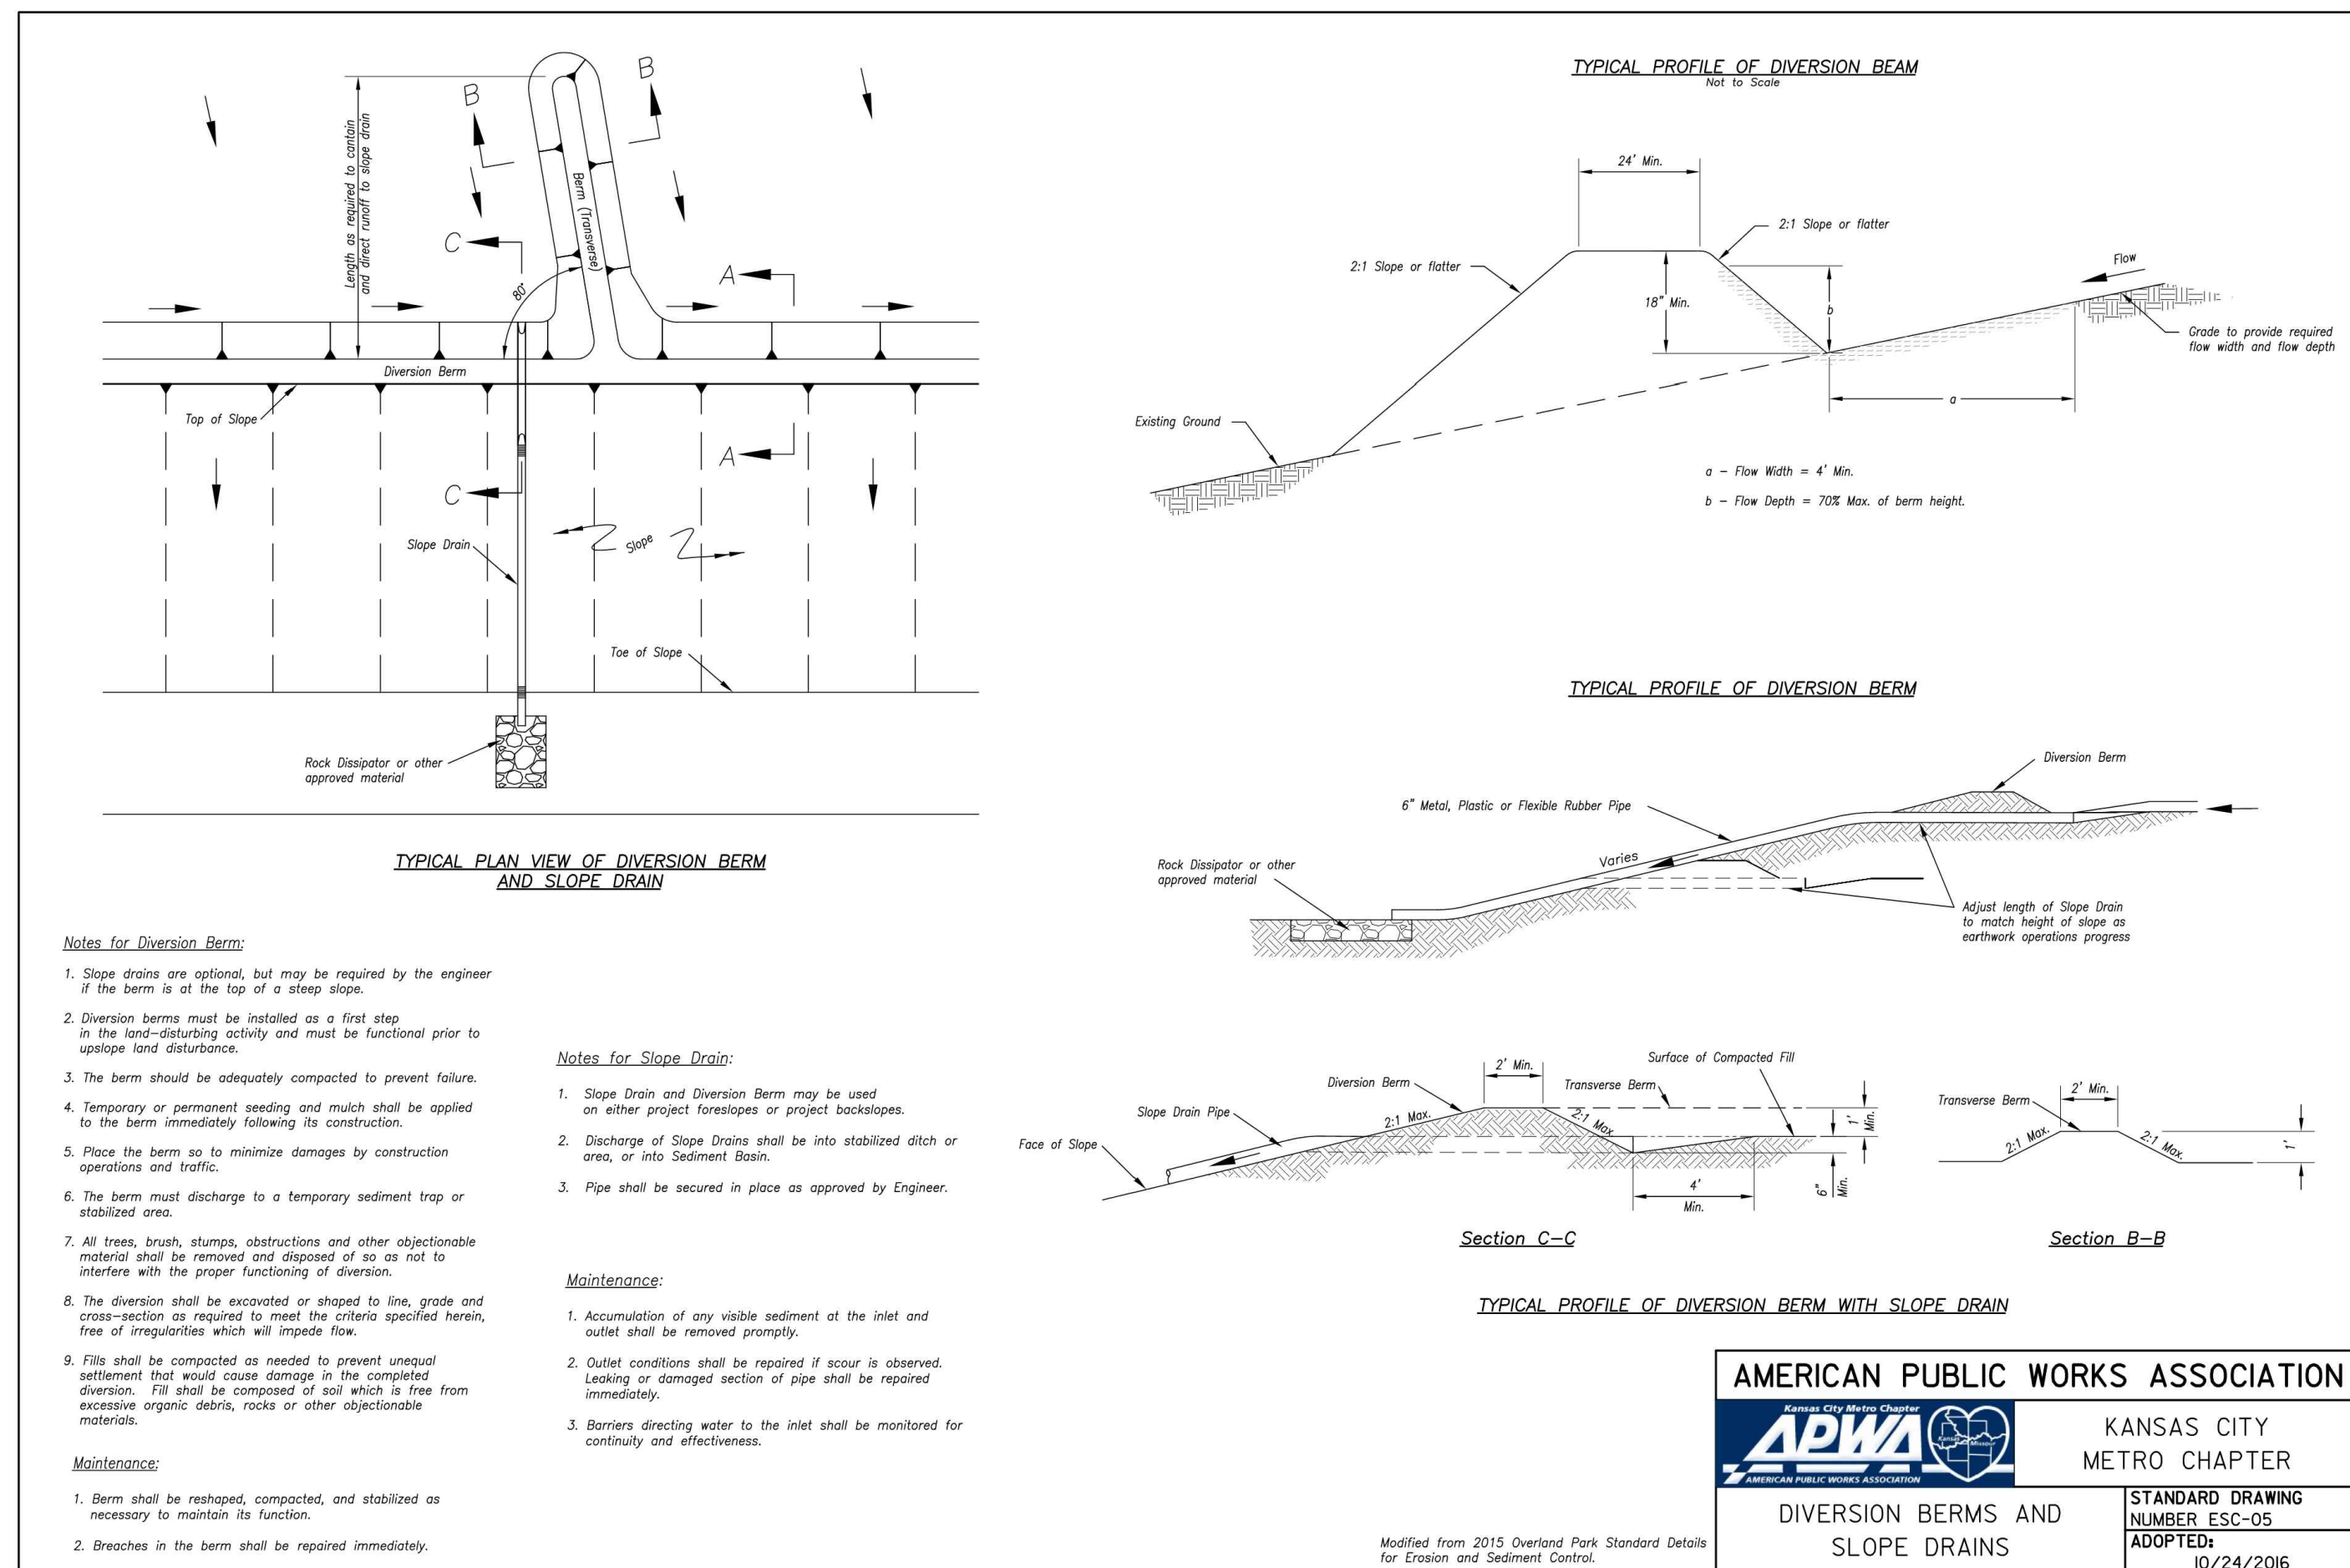 B
B
Length as required to cantain
and direct runoff to slope drain
Berm (Transverse)
C
A
80°
Diversion Berm
Top of Slope
A
C
Slope Drain
Slope
Toe of Slope
Rock Dissipator or other
approved material
TYPICAL PLAN VIEW OF DIVERSION BERM
AND SLOPE DRAIN
Notes for Diversion Berm:
1. Slope drains are optional, but may be required by the engineer
if the berm is at the top of a steep slope.
2. Diversion berms must be installed as a first step
in the land-disturbing activity and must be functional prior to
upslope land disturbance.
3. The berm should be adequately compacted to prevent failure.
4. Temporary or permanent seeding and mulch shall be applied
to the berm immediately following its construction.
5. Place the berm so to minimize damages by construction
operations and traffic.
6. The berm must discharge to a temporary sediment trap or
stabilized area.
7. All trees, brush, stumps, obstructions and other objectionable
material shall be removed and disposed of so as not to
interfere with the proper functioning of diversion.
8. The diversion shall be excavated or shaped to line, grade and
cross-section as required to meet the criteria specified herein,
free of irregularities which will impede flow.
9. Fills shall be compacted as needed to prevent unequal
settlement that would cause damage in the completed
diversion. Fill shall be composed of soil which is free from
excessive organic debris, rocks or other objectionable
materials.
Maintenance:
1. Berm shall be reshaped, compacted, and stabilized as
necessary to maintain its function.
2. Breaches in the berm shall be repaired immediately.
Notes for Slope Drain:
1. Slope Drain and Diversion Berm may be used
on either project foreslopes or project backslopes.
2. Discharge of Slope Drains shall be into stabilized ditch or
area, or into Sediment Basin.
3. Pipe shall be secured in place as approved by Engineer.
Maintenance:
1. Accumulation of any visible sediment at the inlet and
outlet shall be removed promptly.
2. Outlet conditions shall be repaired if scour is observed.
Leaking or damaged section of pipe shall be repaired
immediately.
3. Barriers directing water to the inlet shall be monitored for
continuity and effectiveness.
TYPICAL PROFILE OF DIVERSION BEAM
Not to Scale
24' Min.
2:1 Slope or flatter
2:1 Slope or flatter
18" Min.
b
Flow
Grade to provide required
flow width and flow depth
a
Existing Ground
a - Flow Width = 4' Min.
b - Flow Depth = 70% Max. of berm height.
TYPICAL PROFILE OF DIVERSION BERM
Diversion Berm
6" Metal, Plastic or Flexible Rubber Pipe
Varies
Rock Dissipator or other
approved material
Adjust length of Slope Drain
to match height of slope as
earthwork operations progress
2' Min.
Surface of Compacted Fill
Diversion Berm
Transverse Berm
Slope Drain Pipe
2:1 Max.
2:1 Max.
1'
Min.
Face of Slope
4'
Min.
6"
Min.
Section C-C
2' Min.
Transverse Berm
2:1 Max.
2:1 Max.
1'
Section B-B
TYPICAL PROFILE OF DIVERSION BERM WITH SLOPE DRAIN
Modified from 2015 Overland Park Standard Details
for Erosion and Sediment Control.
AMERICAN PUBLIC WORKS ASSOCIATION
Kansas City Metro Chapter
APWA
Kansas
Missouri
AMERICAN PUBLIC WORKS ASSOCIATION
KANSAS CITY
METRO CHAPTER
DIVERSION BERMS AND
SLOPE DRAINS
STANDARD DRAWING
NUMBER ESC-05
ADOPTED:
10/24/2016